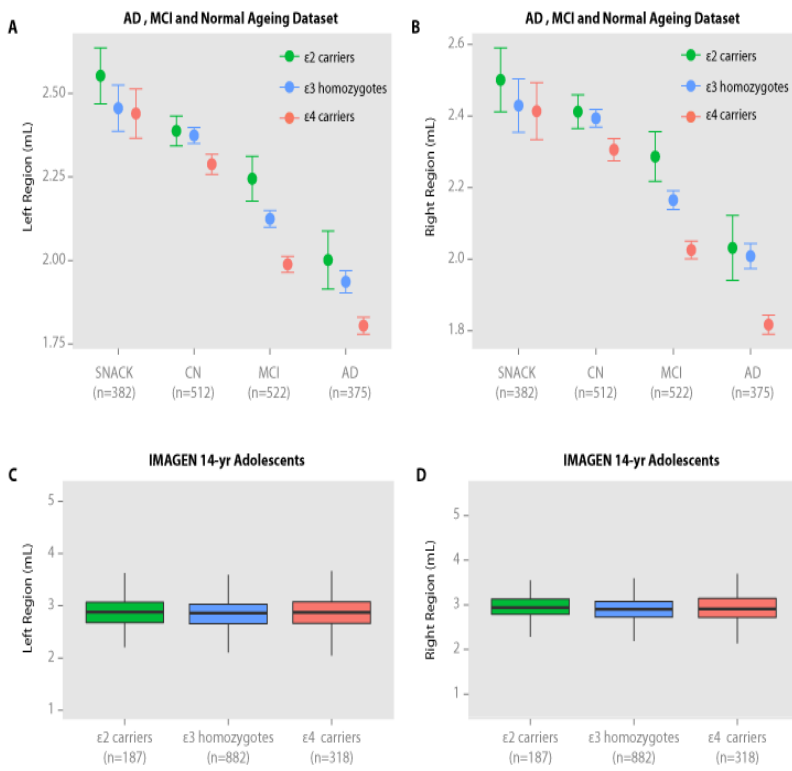 A
AD , MCI and Normal Ageing Dataset
ε2 carriers
ε3 homozygotes
ε4 carriers
Left Region (mL)
2.50
2.25
2.00
1.75
SNACK CN MCI AD
(n=382) (n=512) (n=522) (n=375)
B
AD , MCI and Normal Ageing Dataset
ε2 carriers
ε3 homozygotes
ε4 carriers
Right Region (mL)
2.6
2.4
2.2
2.0
1.8
SNACK CN MCI AD
(n=382) (n=512) (n=522) (n=375)
C
IMAGEN 14-yr Adolescents
Left Region (mL)
5
4
3
2
1
ε2 carriers ε3 homozygotes ε4 carriers
(n=187) (n=882) (n=318)
D
IMAGEN 14-yr Adolescents
Right Region (mL)
5
4
3
2
1
ε2 carriers ε3 homozygotes ε4 carriers
(n=187) (n=882) (n=318)